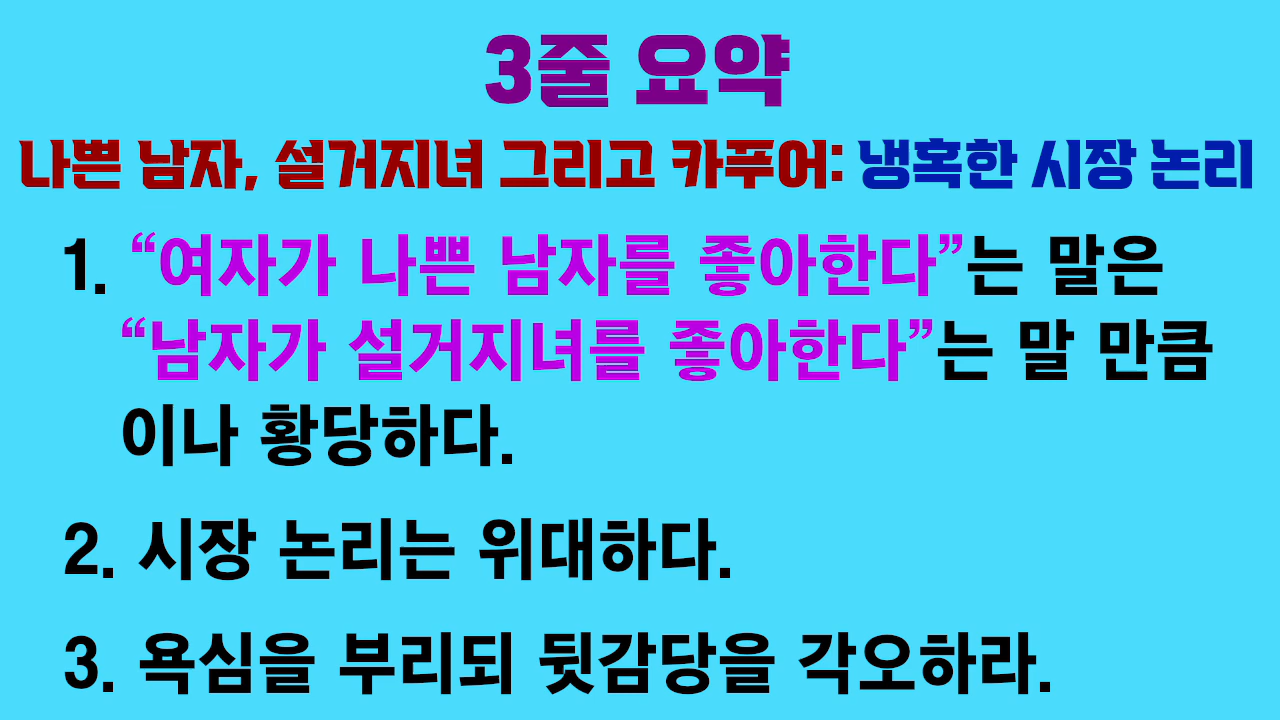 3줄 요약
나쁜 남자, 설거지녀 그리고 카푸어: 냉혹한 시장 논리
1. “여자가 나쁜 남자를 좋아한다”는 말은
“남자가 설거지녀를 좋아한다”는 말 만큼
이나 황당하다.
2. 시장 논리는 위대하다.
3. 욕심을 부리되 뒷감당을 각오하라.